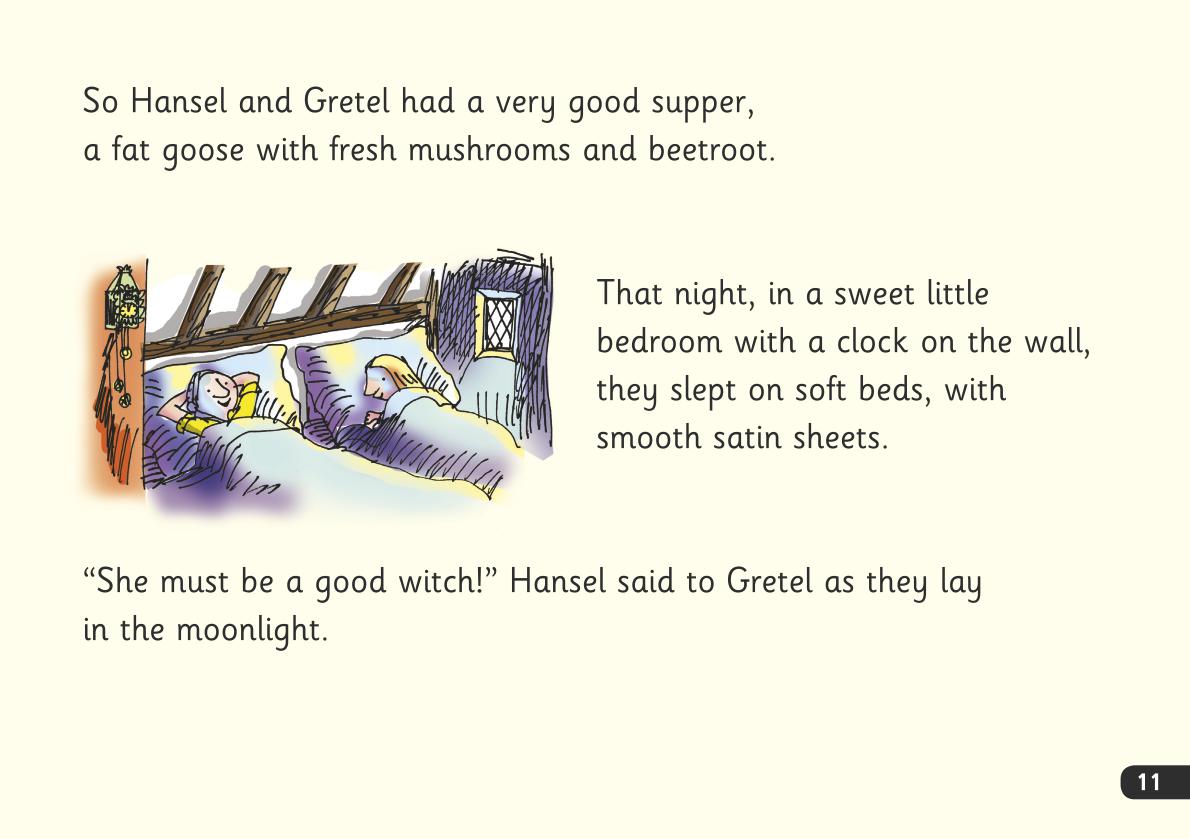 So Hansel and Gretel had a very good supper,
a fat goose with fresh mushrooms and beetroot.
That night, in a sweet little
bedroom with a clock on the wall,
they slept on soft beds, with
smooth satin sheets.
“She must be a good witch!” Hansel said to Gretel as they lay
in the moonlight.
11